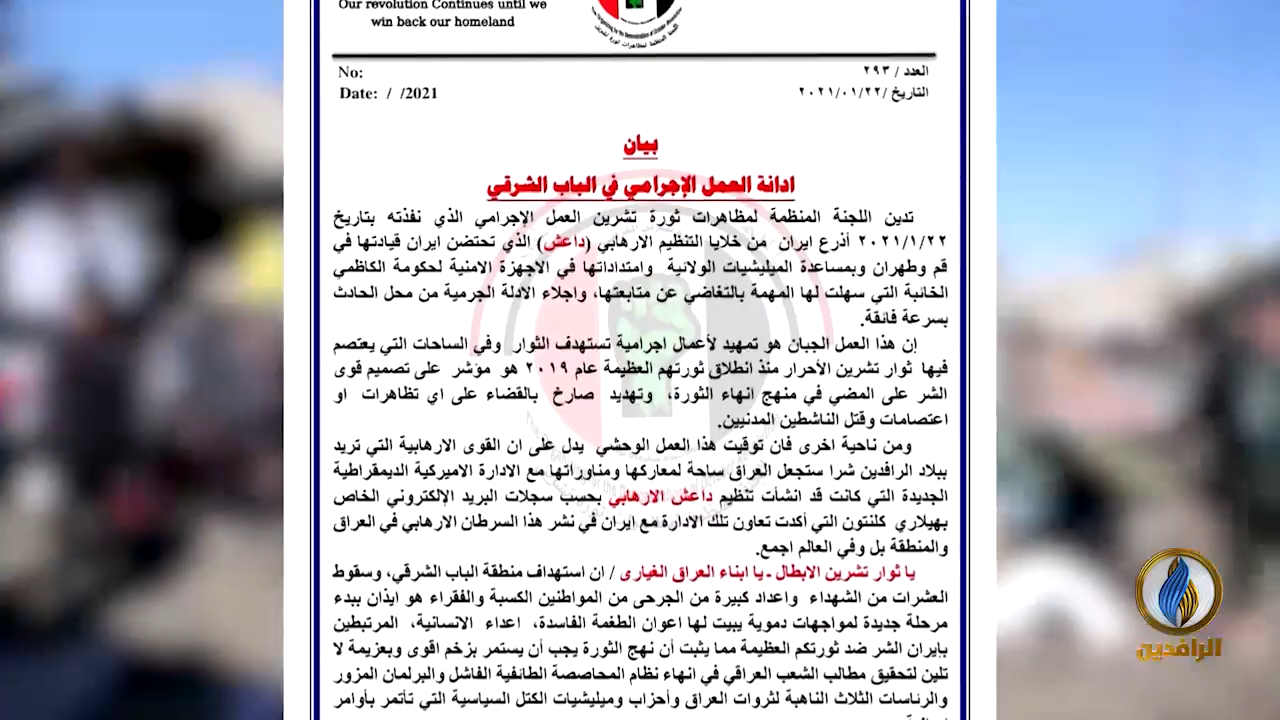 Our revolution Continues until we
win back our homeland
No:
العدد / ٢٩٣
Date: / /2021
التاريخ /٢٠٢١/٠١/٢٢
بيان
ادانة العمل الإجرامي في الباب الشرقي
تدين اللجنة المنظمة لمظاهرات ثورة تشرين العمل الإجرامي الذي نفذته بتاريخ
٢٠٢١/١/٢٢ أذرع ايران من خلايا التنظيم الارهابي (داعش) الذي تحتضن ايران قيادتها في
قم وطهران وبمساعدة الميليشيات الولائية وامتداداتها في الاجهزة الامنية لحكومة الكاظمي
الخائبة التي سهلت لها المهمة بالتغاضي عن متابعتها، واجلاء الادلة الجرمية من محل الحادث
بسرعة فائقة.
إن هذا العمل الجبان هو تمهيد لأعمال اجرامية تستهدف الثوار وفي الساحات التي يعتصم
فيها ثوار تشرين الأحرار منذ انطلاق ثورتهم العظيمة عام ٢٠١٩ هو مؤشر على تصميم قوى
الشر على المضي في منهج انهاء الثورة، وتهديد صارخ بالقضاء على اي تظاهرات او
اعتصامات وقتل الناشطين المدنيين.
ومن ناحية اخرى فان توقيت هذا العمل الوحشي يدل على ان القوى الارهابية التي تريد
ببلاد الرافدين شرا ستجعل العراق ساحة لمعاركها ومناوراتها مع الادارة الاميركية الديمقراطية
الجديدة التي كانت قد انشأت تنظيم داعش الارهابي بحسب سجلات البريد الإلكتروني الخاص
بهيلاري كلنتون التي أكدت تعاون تلك الادارة مع ايران في نشر هذا السرطان الارهابي في العراق
والمنطقة بل وفي العالم اجمع.
يا ثوار تشرين الابطال ـ يا ابناء العراق الغيارى / ان استهداف منطقة الباب الشرقي، وسقوط
العشرات من الشهداء واعداد كبيرة من الجرحى من المواطنين الكسبة والفقراء هو ايذان ببدء
مرحلة جديدة لمواجهات دموية يبيت لها اعوان الطغمة الفاسدة، اعداء الانسانية، المرتبطين
بايران الشر ضد ثورتكم العظيمة مما يثبت أن نهج الثورة يجب أن يستمر بزخم اقوى وبعزيمة لا
تلين لتحقيق مطالب الشعب العراقي في انهاء نظام المحاصصة الطائفية الفاشل والبرلمان المزور
والرئاسات الثلاث الناهبة لثروات العراق وأحزاب وميليشيات الكتل السياسية التي تأتمر بأوامر
الرافدين